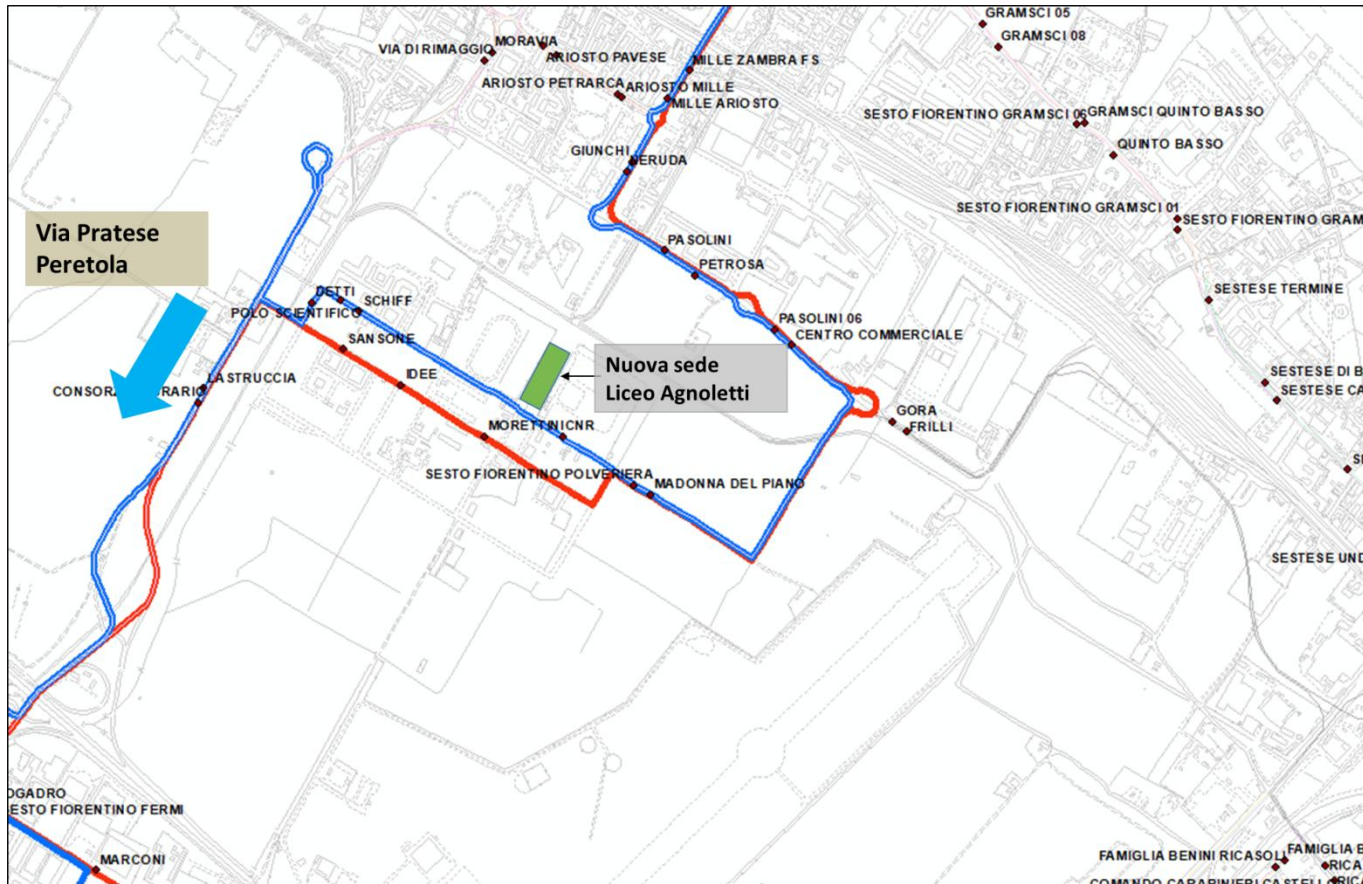 GRAMSCI 05
MORAVIA
GRAMSCI 08
VIA DI RIMAGGIO
ARIOSTO PAVESE
MILLE ZAMBRA FS
ARIOSTO PETRARCA
ARIOSTO MILLE
MILLE ARIOSTO
SESTO FIORENTINO GRAMSCI 06
GRAMSCI QUINTO BASSO
QUINTO BASSO
GIUNCHI
NERUDA
SESTO FIORENTINO GRAMSCI 01
SESTO FIORENTINO GRAM
Via Pratese
Peretola
PASOLINI
PETROSA
DETTI
SCHIFF
POLO SCIENTIFICO
SESTESE TERMINE
PASOLINI 06
CENTRO COMMERCIALE
SANSONE
Nuova sede
Liceo Agnoletti
IDEE
LASTRUCCIA
SESTESE DI B
SESTESE CA
GORA
FRILLI
MORETTINI
CNR
SESTO FIORENTINO POLVERIERA
MADONNA DEL PIANO
SESTESE UND
OGADRO
ESTO FIORENTINO FERMI
MARCONI
FAMIGLIA BENINI RICASOLI
FAMIGLIA B
RICA
COMANDO CARABINIERI CASTELLO